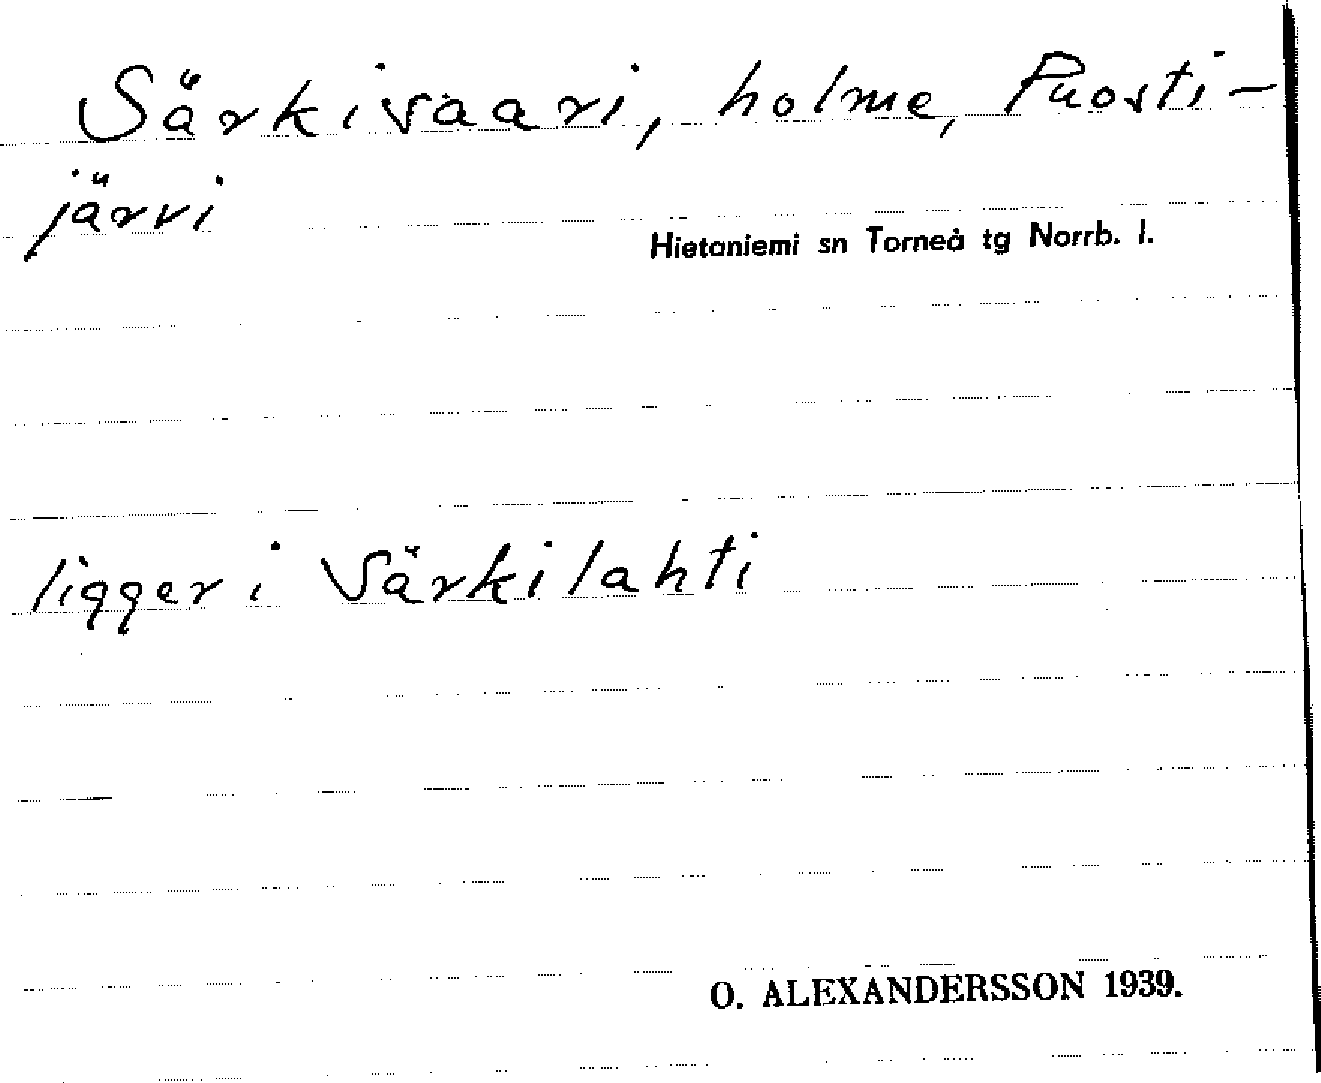 Särkivaari, holme, Puosti-
järvi
Hietaniemi sn Torneå tg Norrb. l.
ligger i Särkilahti
O. ALEXANDERSSON 1939.